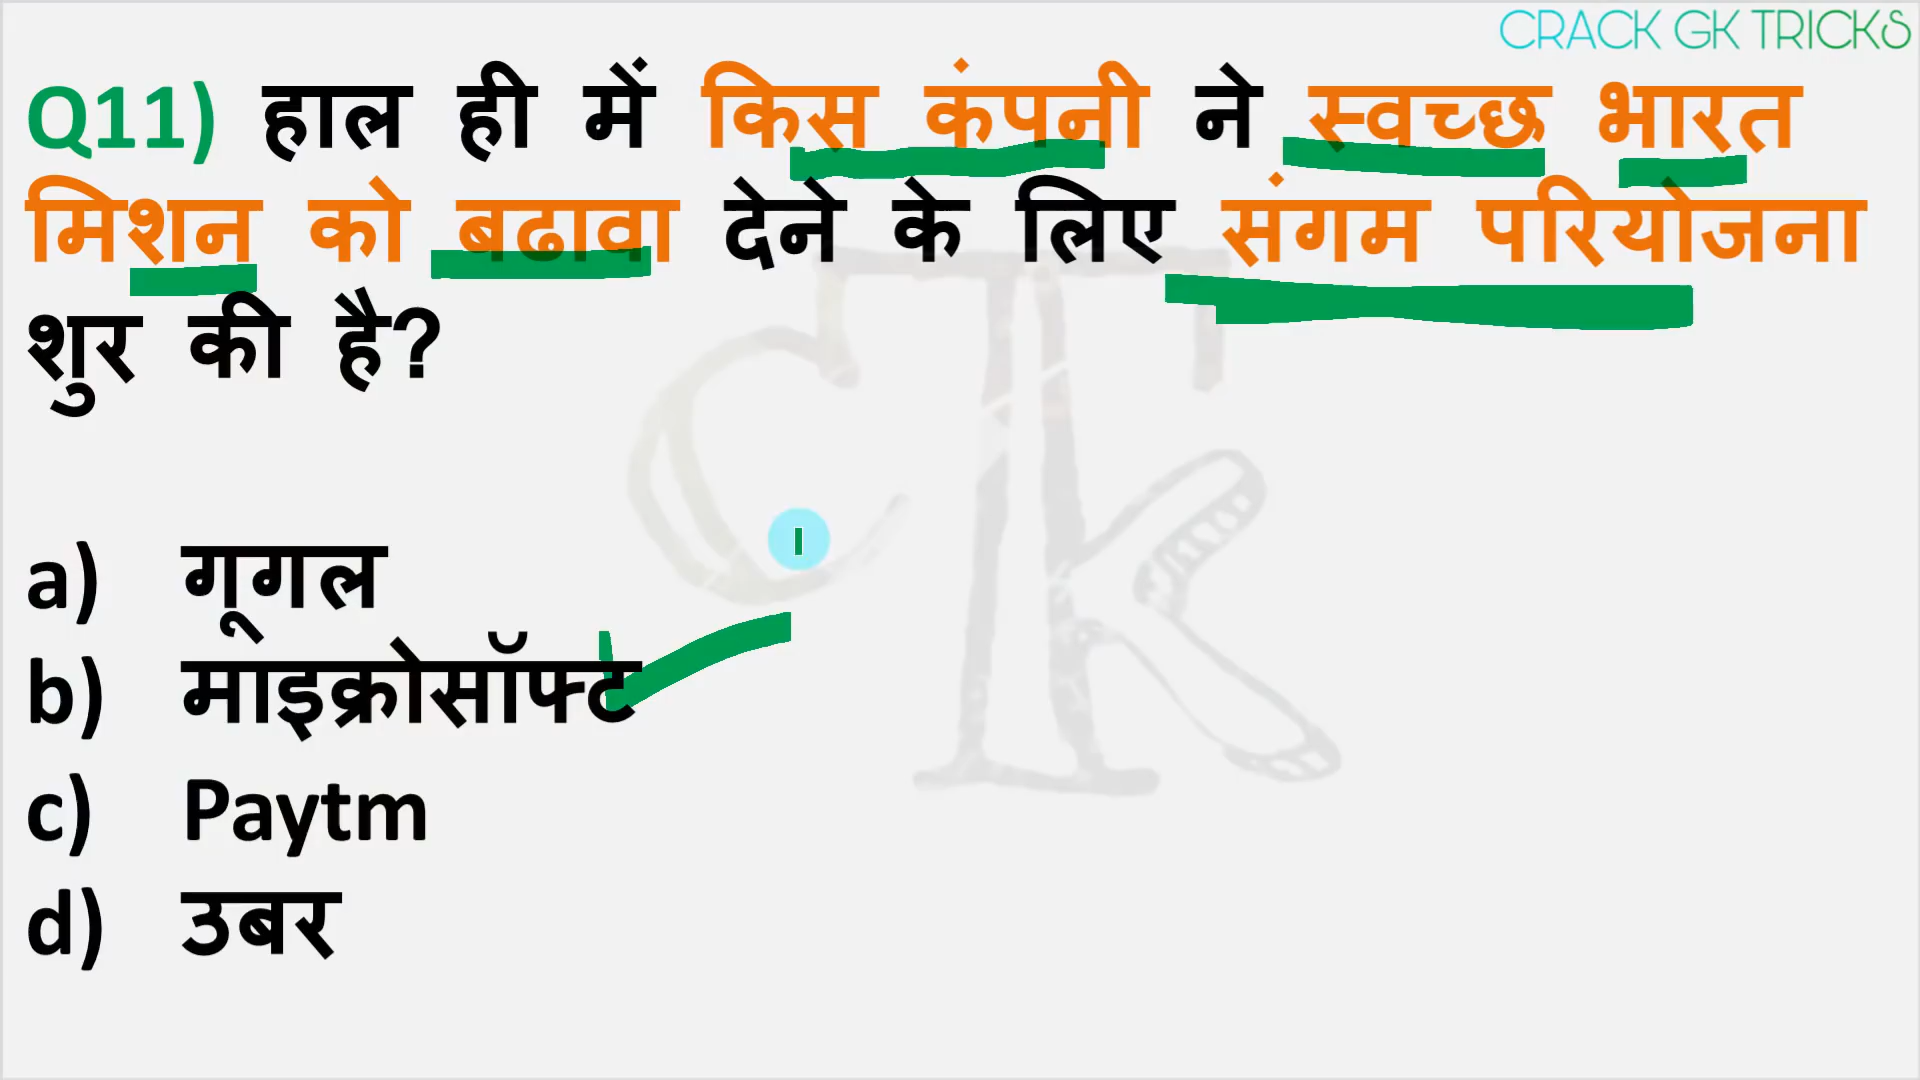 CRACK GK TRICKS
Q11) हाल ही में किस कंपनी ने स्वच्छ भारत
मिशन को बढावा देने के लिए संगम परियोजना
शुर की है?
a) गूगल
b) माइक्रोसॉफ्ट
c) Paytm
d) उबर